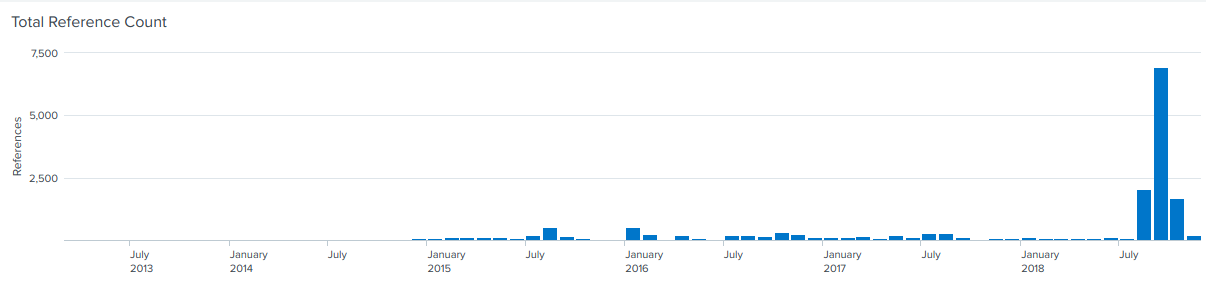 Total Reference Count
7,500
5,000
2,500
References
July January July January July January July January July January July
2013 2014 2015 2016 2017 2018